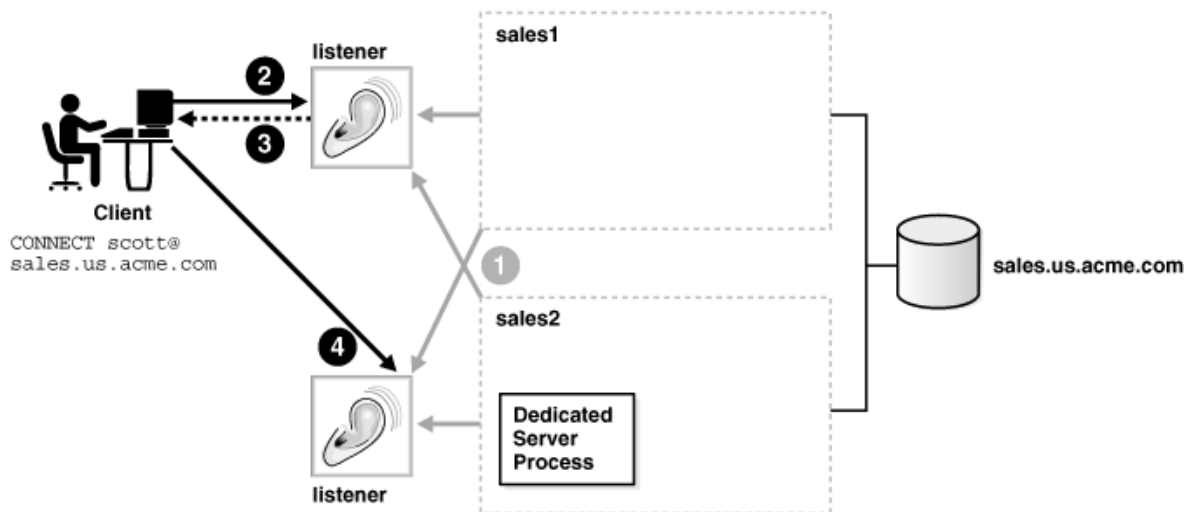 sales1
listener
2
3
Client
CONNECT scott@
sales.us.acme.com
1
sales.us.acme.com
sales2
4
Dedicated
Server
Process
listener